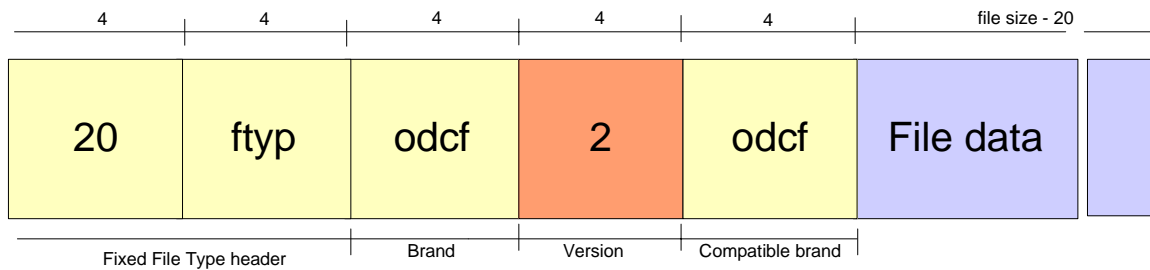 4 4 4 4 4 file size - 20
20 ftyp odcf 2 odcf File data
Fixed File Type header Brand Version Compatible brand